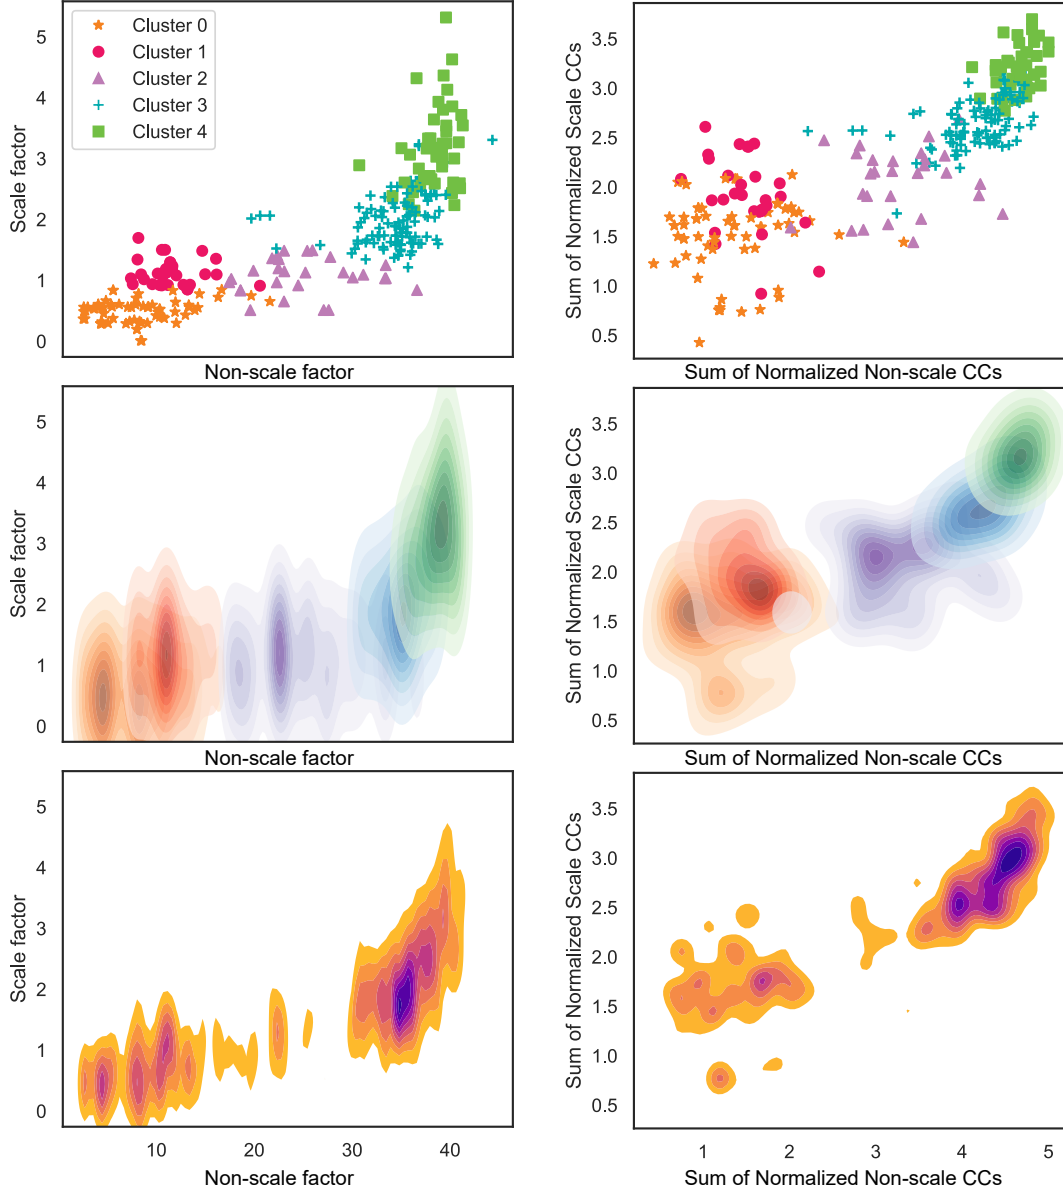 Cluster 0
Cluster 1
Cluster 2
Cluster 3
Cluster 4
5
4
3
2
1
0
Scale factor
Non-scale factor
3.5
3.0
2.5
2.0
1.5
1.0
0.5
Sum of Normalized Scale CCs
Sum of Normalized Non-scale CCs
5
4
3
2
1
0
Scale factor
Non-scale factor
3.5
3.0
2.5
2.0
1.5
1.0
0.5
Sum of Normalized Scale CCs
Sum of Normalized Non-scale CCs
5
4
3
2
1
0
Scale factor
10 20 30 40
Non-scale factor
3.5
3.0
2.5
2.0
1.5
1.0
0.5
Sum of Normalized Scale CCs
1 2 3 4 5
Sum of Normalized Non-scale CCs